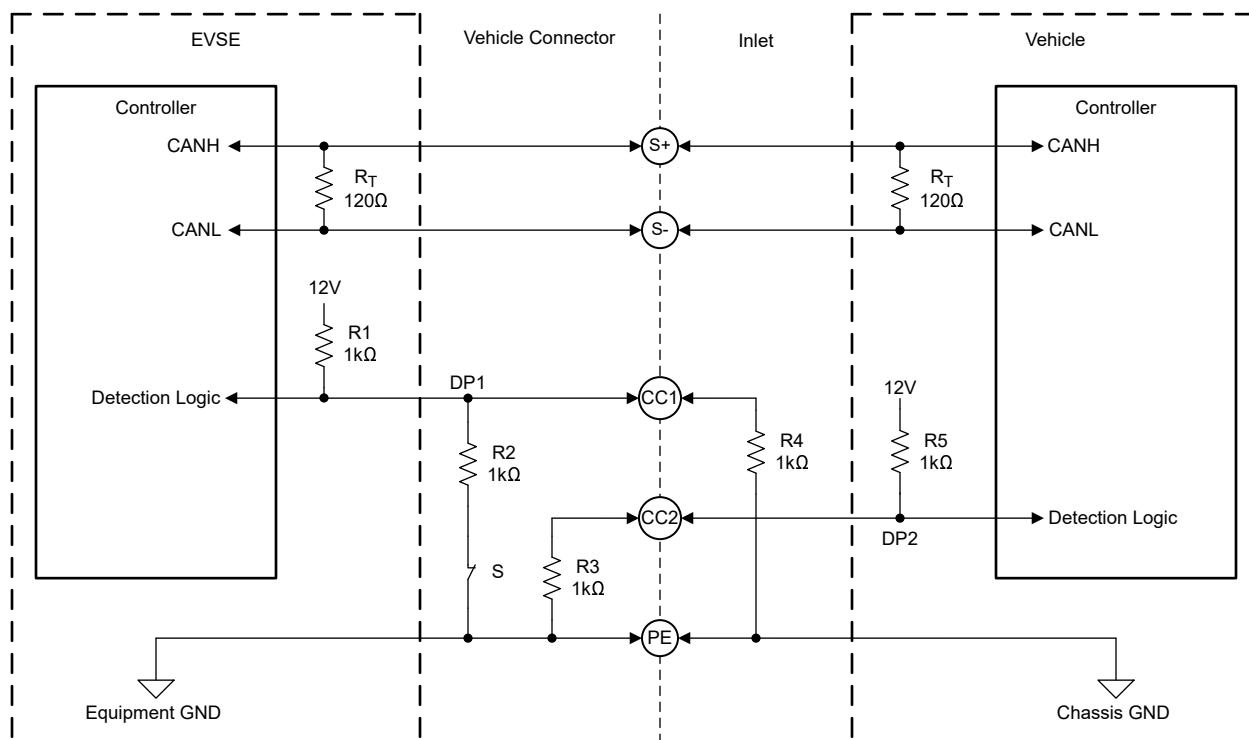 EVSE
Vehicle Connector
Inlet
Vehicle
Controller
Controller
CANH
S+
CANH
RT
120Ω
RT
120Ω
CANL
S-
CANL
12V
R1
1kΩ
DP1
Detection Logic
CC1
12V
R2
1kΩ
R4
1kΩ
R5
1kΩ
CC2
Detection Logic
DP2
S
R3
1kΩ
PE
Equipment GND
Chassis GND